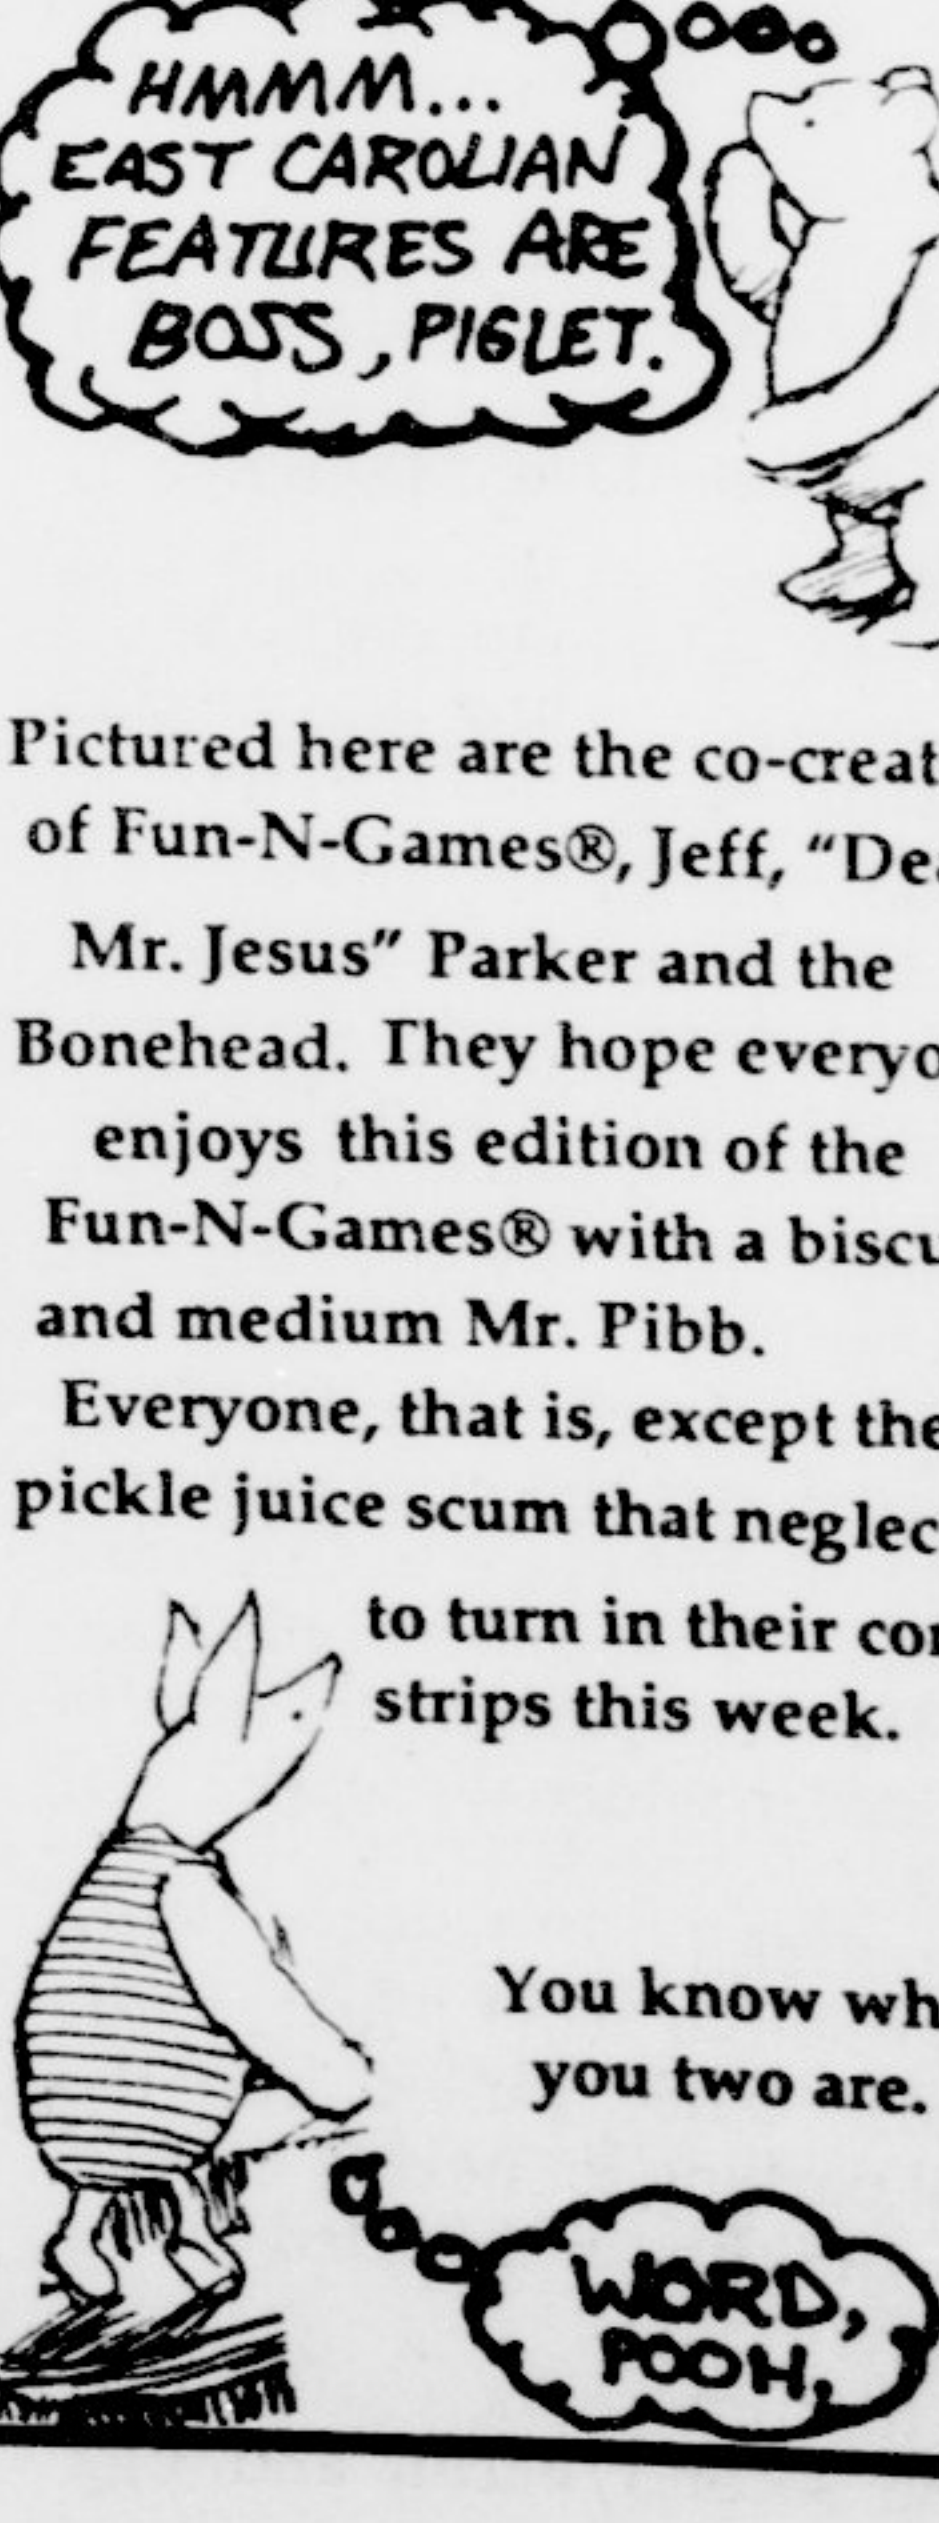 HMMM...
EAST CAROLIAN
FEATURES ARE
BOSS, PIGLET.
Pictured here are the co-creat
of Fun-N-Games®, Jeff, "De
Mr. Jesus" Parker and the
Bonehead. They hope everyo
enjoys this edition of the
Fun-N-Games® with a biscu
and medium Mr. Pibb.
Everyone, that is, except the
pickle juice scum that neglec
to turn in their co
strips this week.
You know wh
you two are.
WORD,
POOH.